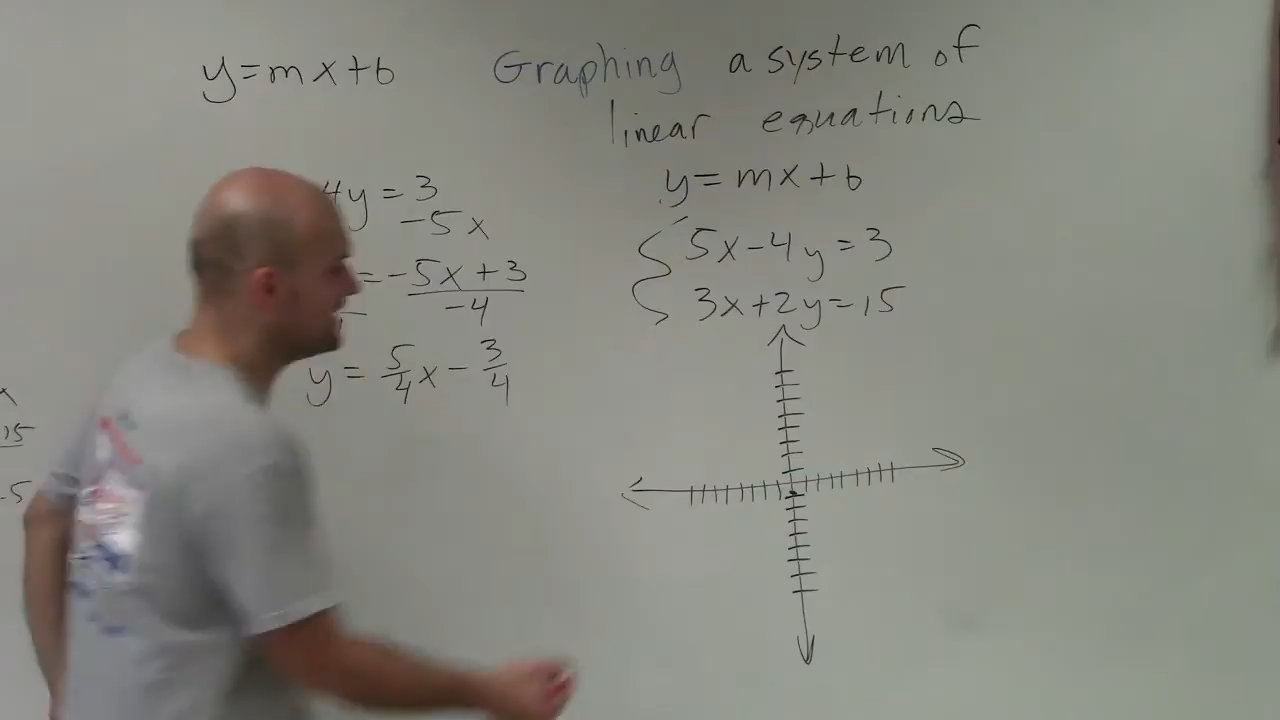 y=mx+b
Graphing a system of
linear equations
y=mx+b
4y=3
-5x
=-5x+3
-4
y=5/4x-3/4
5x-4y=3
3x+2y=15
x
15
-5